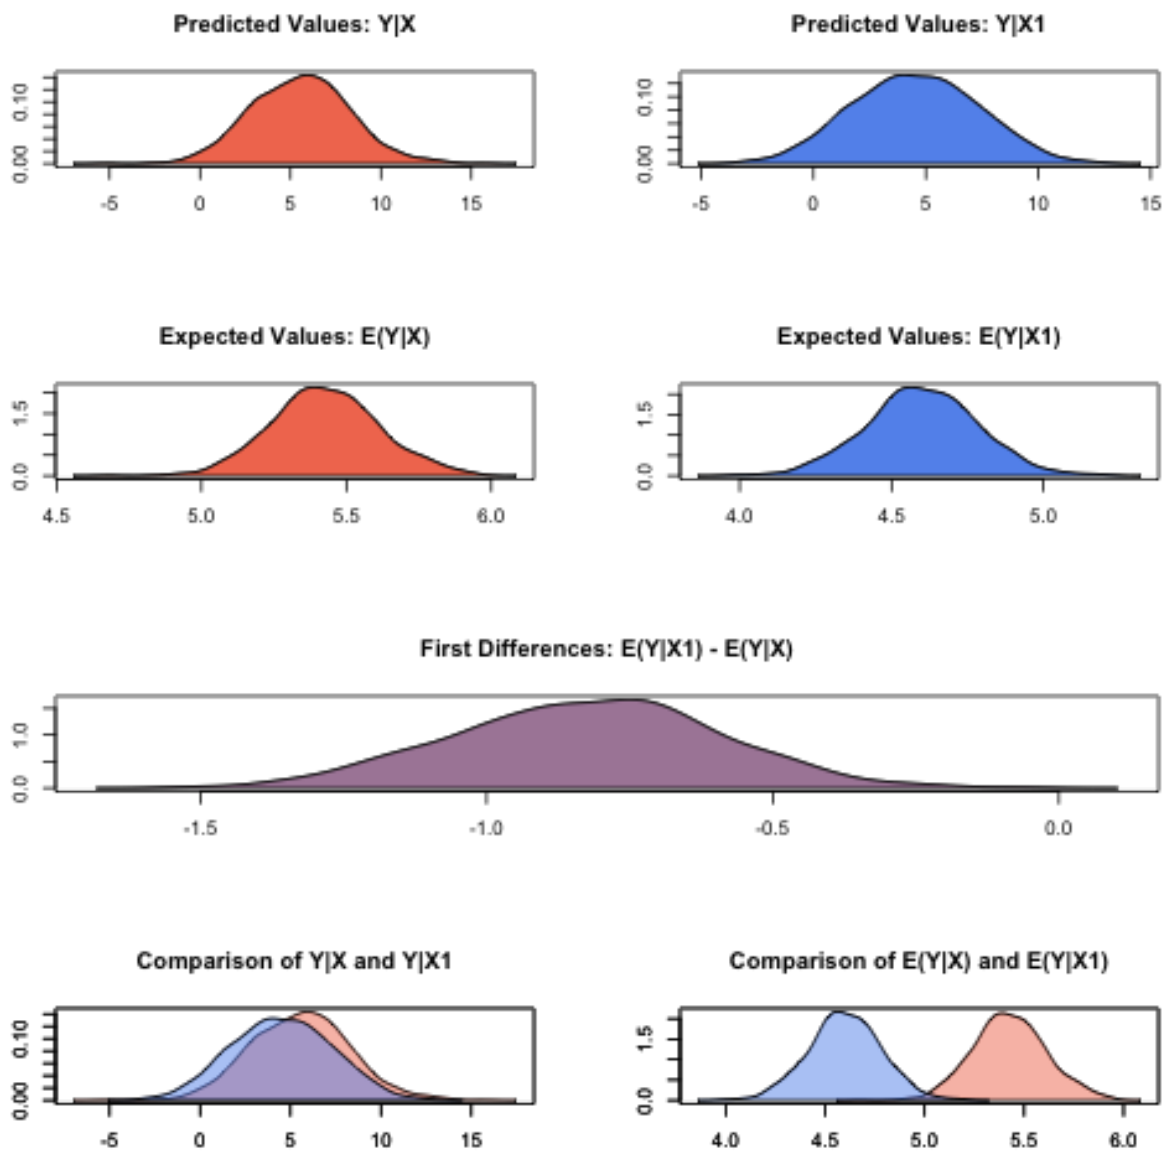 Predicted Values: Y|X
Predicted Values: Y|X1
0.00 0.10
-5 0 5 10 15
0.00 0.10
-5 0 5 10 15
Expected Values: E(Y|X)
Expected Values: E(Y|X1)
0.0 1.5
4.5 5.0 5.5 6.0
0.0 1.5
4.0 4.5 5.0
First Differences: E(Y|X1) - E(Y|X)
0.0 1.0
-1.5 -1.0 -0.5 0.0
Comparison of Y|X and Y|X1
Comparison of E(Y|X) and E(Y|X1)
0.00 0.10
-5 0 5 10 15
0.0 1.5
4.0 4.5 5.0 5.5 6.0